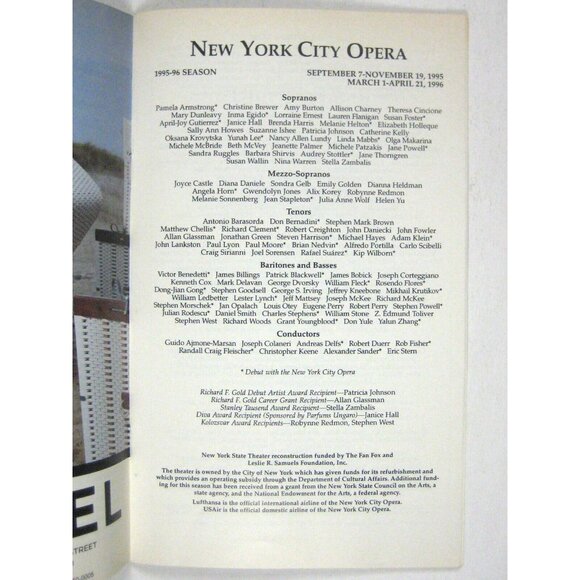 NEW YORK CITY OPERA
1995-96 SEASON SEPTEMBER 7-NOVEMBER 19, 1995
MARCH 1-APRIL 21, 1996
Sopranos
Pamela Armstrong* Christine Brewer Amy Burton Allison Charney Theresa Cincione
Mary Dunleavy Inma Egido* Lorraine Ernest Lauren Flanigan Susan Foster*
April-Joy Gutierrez* Janice Hall Brenda Harris Melanie Helton* Elizabeth Holleque
Sally Ann Howes Suzanne Ishee Patricia Johnson Catherine Kelly
Oksana Krovytska Yunah Lee* Nancy Allen Lundy Linda Mabbs* Olga Makarina
Michele McBride Beth McVey Jeanette Palmer Michele Patzakis Jane Powell*
Sandra Ruggles Barbara Shirvis Audrey Stottler* Jane Thorngren
Susan Wallin Nina Warren Stella Zambalis
Mezzo-Sopranos
Joyce Castle Diana Daniele Sondra Gelb Emily Golden Dianna Heldman
Angela Horn* Gwendolyn Jones Alix Korey Robynne Redmon
Melanie Sonnenberg Jean Stapleton* Julia Anne Wolf Helen Yu
Tenors
Antonio Barasorda Don Bernadini* Stephen Mark Brown
Matthew Chellis* Richard Clement* Robert Creighton John Daniecki John Fowler
Allan Glassman Jonathan Green Steven Harrison* Michael Hayes Adam Klein*
John Lankston Paul Lyon Paul Moore* Brian Nedvin* Alfredo Portilla Carlo Scibelli
Craig Sirianni Joel Sorensen Rafael Suárez* Kip Wilborn*
Baritones and Basses
Victor Benedetti* James Billings Patrick Blackwell* James Bobick Joseph Corteggiano
Kenneth Cox Mark Delavan George Dvorsky William Fleck* Rosendo Flores*
Dong-Jian Gong* Stephen Goodsell George S. Irving Jeffrey Kneebone Mikhail Krutikov*
William Ledbetter Lester Lynch* Jeff Mattsey Joseph McKee Richard McKee
Stephen Morschek* Jan Opalach Louis Otey Eugene Perry Robert Perry Stephen Powell*
Julian Rodescu* Daniel Smith Charles Stephens* William Stone Z. Edmund Toliver
Stephen West Richard Woods Grant Youngblood* Don Yule Yalun Zhang*
Conductors
Guido Ajmone-Marsan Joseph Colaneri Andreas Delfs* Robert Duerr Rob Fisher*
Randall Craig Fleischer* Christopher Keene Alexander Sander* Eric Stern
* Debut with the New York City Opera
Richard F. Gold Debut Artist Award Recipient—Patricia Johnson
Richard F. Gold Career Grant Recipient—Allan Glassman
Stanley Tausend Award Recipient—Stella Zambalis
Diva Award Recipient (Sponsored by Parfums Ungaro)—Janice Hall
Kolozsvar Award Recipients—Robynne Redmon, Stephen West
New York State Theater reconstruction funded by The Fan Fox and
Leslie R. Samuels Foundation, Inc.
The theater is owned by the City of New York which has given funds for its refurbishment and
which provides an operating subsidy through the Department of Cultural Affairs. Additional fund-
ing for this season has been received from a grant from the New York State Council on the Arts, a
state agency, and the National Endowment for the Arts, a federal agency.
Lufthansa is the official international airline of the New York City Opera.
USAir is the official domestic airline of the New York City Opera.
EL
STREET